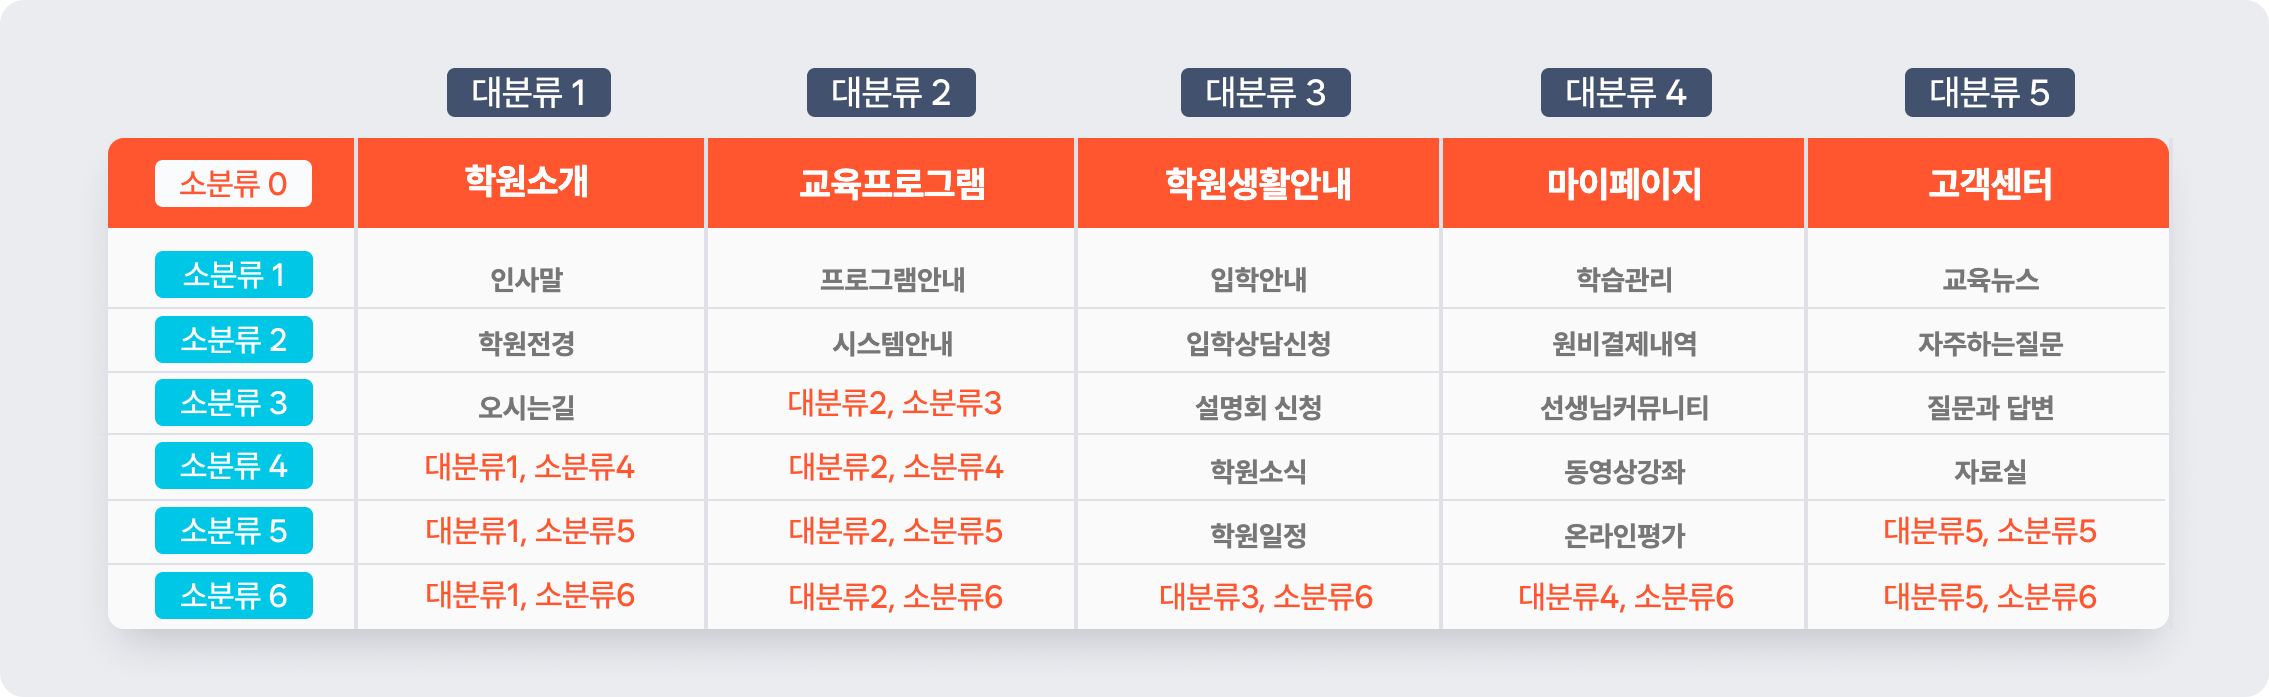 대분류 1 대분류 2 대분류 3 대분류 4 대분류 5
소분류 0 학원소개 교육프로그램 학원생활안내 마이페이지 고객센터
소분류 1 인사말 프로그램안내 입학안내 학습관리 교육뉴스
소분류 2 학원전경 시스템안내 입학상담신청 원비결제내역 자주하는질문
소분류 3 오시는길 대분류2, 소분류3 설명회 신청 선생님커뮤니티 질문과 답변
소분류 4 대분류1, 소분류4 대분류2, 소분류4 학원소식 동영상강좌 자료실
소분류 5 대분류1, 소분류5 대분류2, 소분류5 학원일정 온라인평가 대분류5, 소분류5
소분류 6 대분류1, 소분류6 대분류2, 소분류6 대분류3, 소분류6 대분류4, 소분류6 대분류5, 소분류6